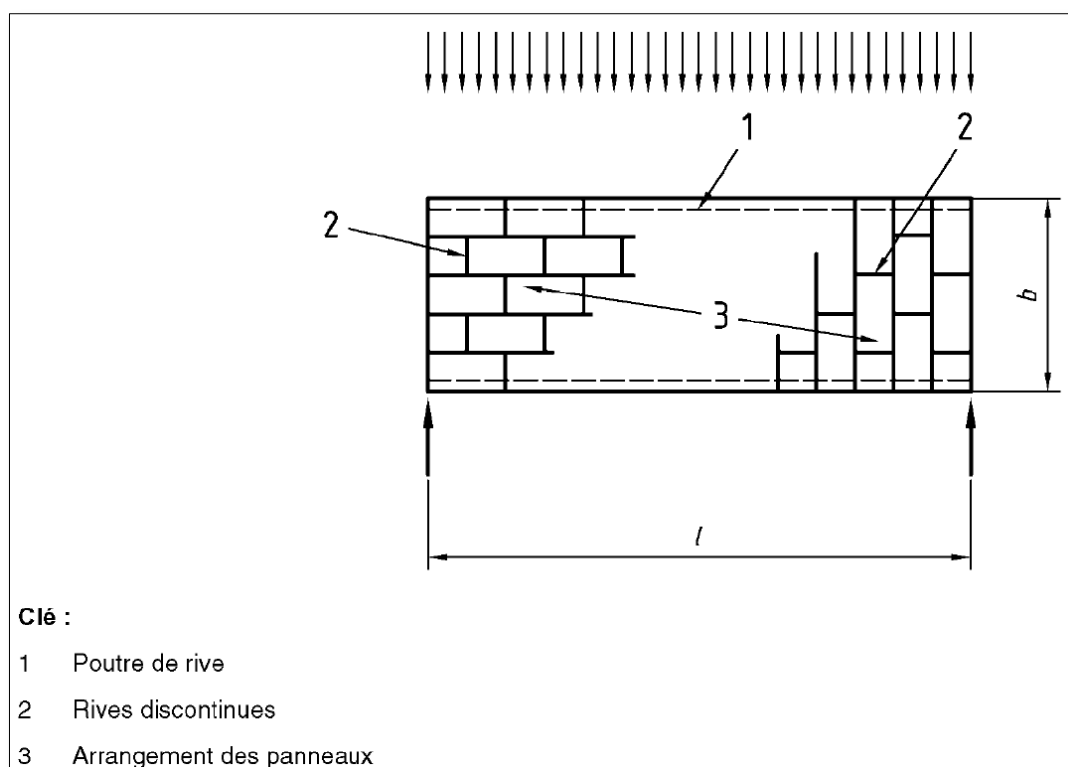 1
2
2
3
b
l
Clé :
1 Poutre de rive
2 Rives discontinues
3 Arrangement des panneaux